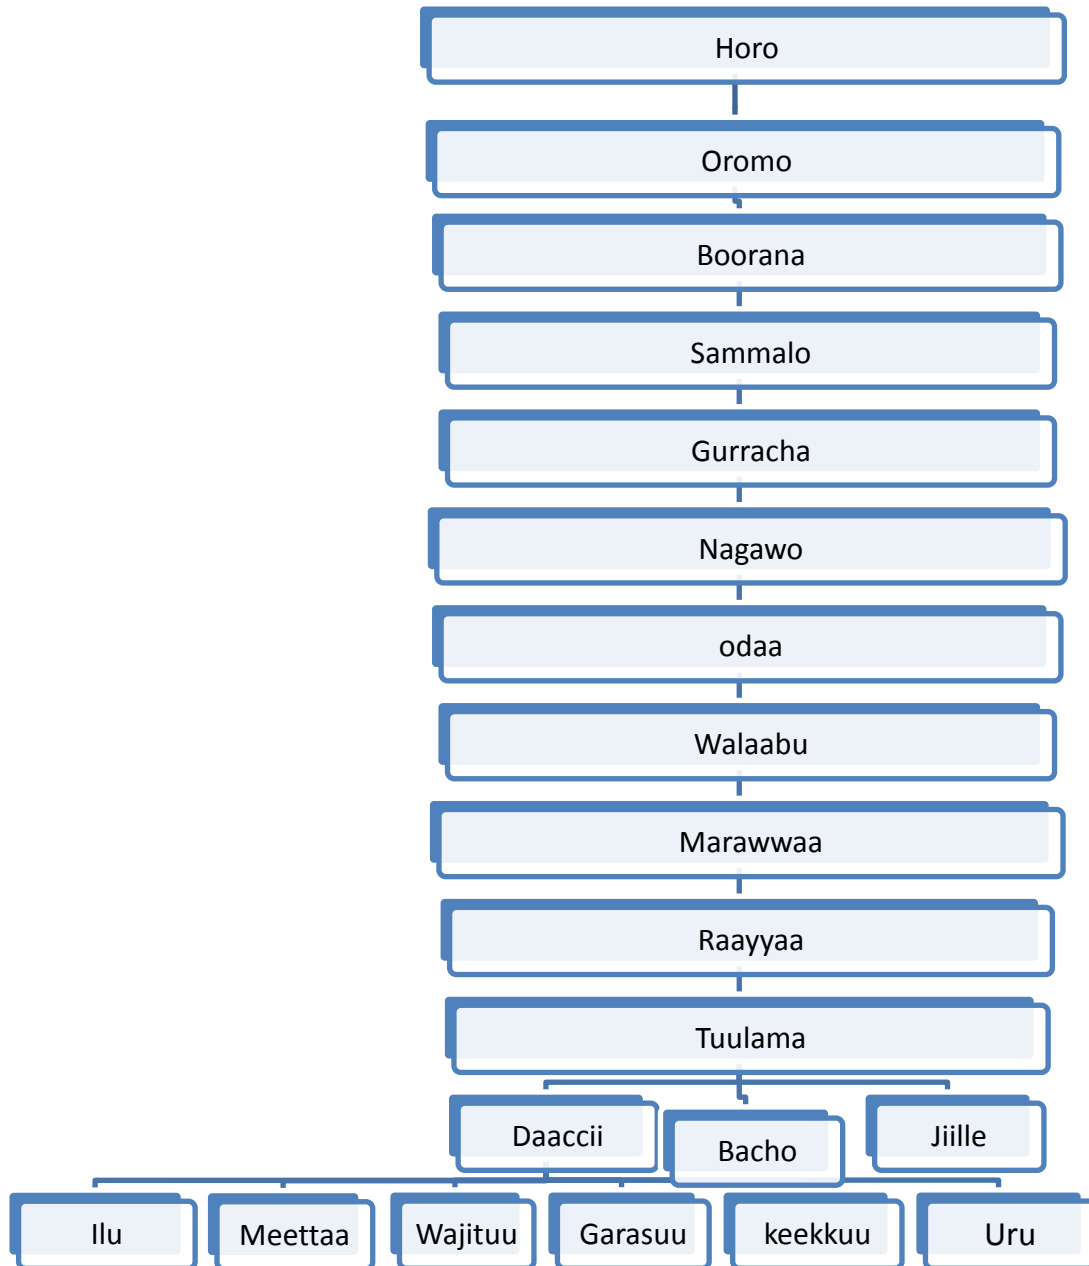 Horo
Oromo
Boorana
Sammalo
Gurracha
Nagawo
odaa
Walaabu
Marawwaa
Raayyaa
Tuulama
Daaccii
Bacho
Jiille
Ilu
Meettaa
Wajituu
Garasuu
keekkuu
Uru